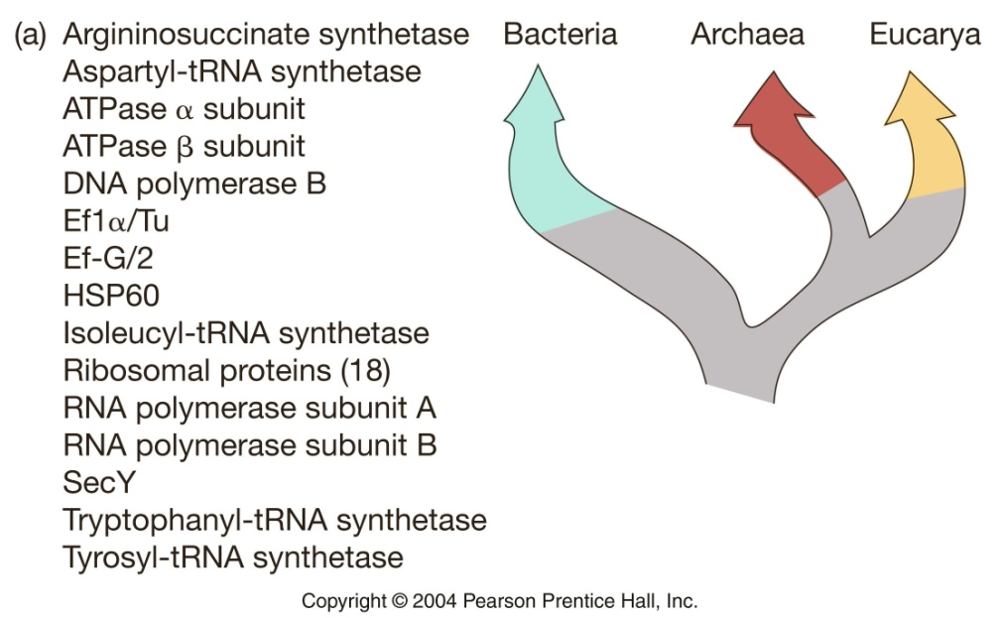 (a) Argininosuccinate synthetase
Aspartyl-tRNA synthetase
ATPase α subunit
ATPase β subunit
DNA polymerase B
Ef1α/Tu
Ef-G/2
HSP60
Isoleucyl-tRNA synthetase
Ribosomal proteins (18)
RNA polymerase subunit A
RNA polymerase subunit B
SecY
Tryptophanyl-tRNA synthetase
Tyrosyl-tRNA synthetase
Bacteria Archaea Eucarya
Copyright © 2004 Pearson Prentice Hall, Inc.